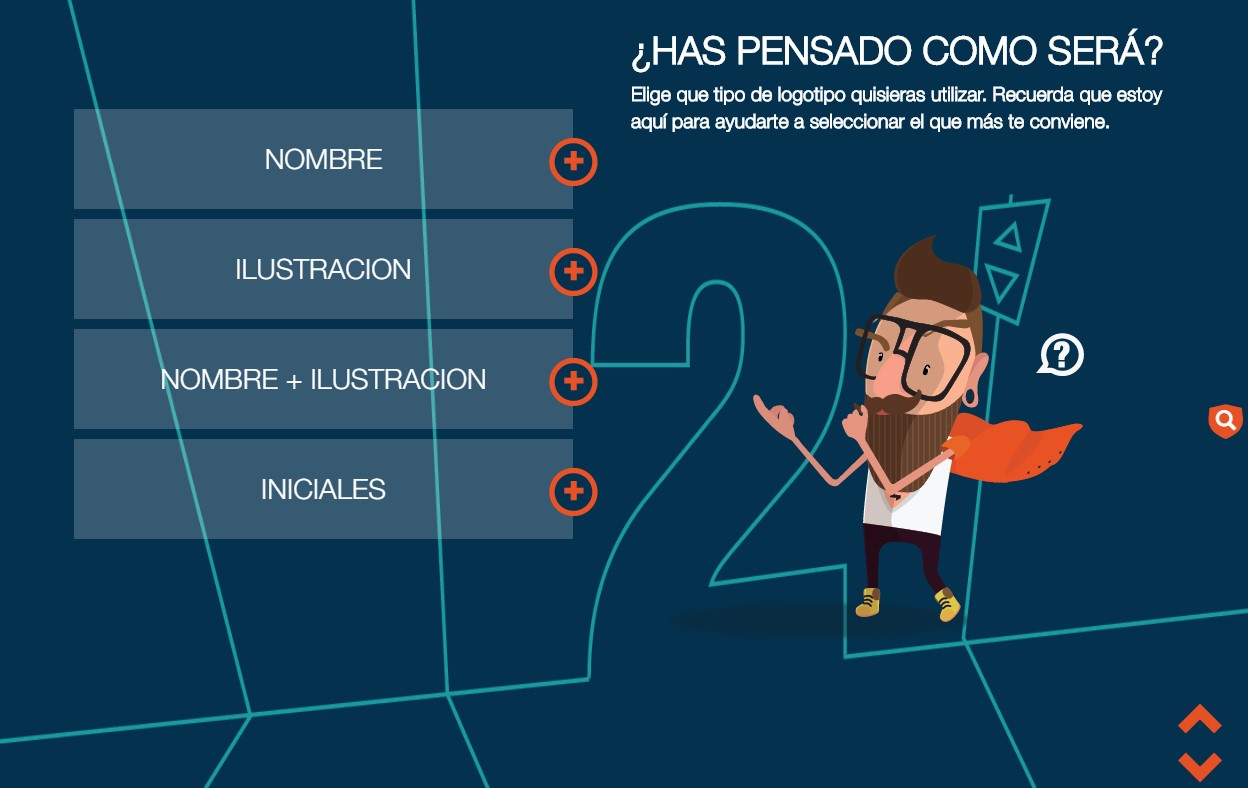 ¿HAS PENSADO COMO SERÁ?
Elige que tipo de logotipo quisieras utilizar. Recuerda que estoy
aquí para ayudarte a seleccionar el que más te conviene.
NOMBRE
ILUSTRACION
NOMBRE + ILUSTRACION
INICIALES
2
?